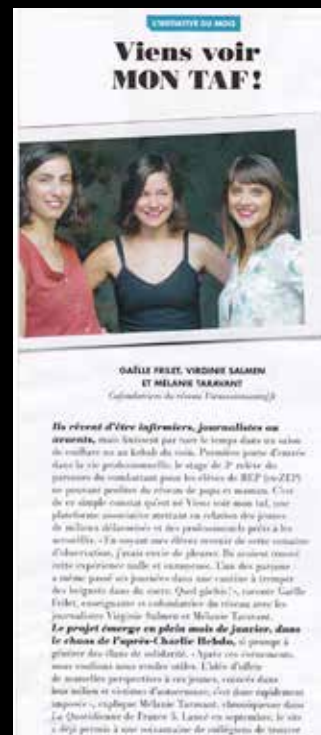 L'INITIATIVE DU MOIS
Viens voir
MON TAF!
GAËLLE FRILET, VIRGINIE SALMEN
ET MÉLANIE TARAVANT
Cofondatrices du réseau
Ils rêvent d'être infirmiers, journalistes ou
avocats, mais finissent par tuer le temps dans un salon
de coiffure ou au kebab du coin. Première porte d'entrée
dans la vie professionnelle, le stage de 3e relève du
parcours du combattant pour les élèves de REP (ex-ZEP)
ne pouvant profiter du réseau de papa et maman. C'est
de ce simple constat qu'est né Viens voir mon taf, une
plateforme associative mettant en relation des jeunes
de milieux défavorisés et des professionnels prêts à les
accueillir. « En voyant mes élèves revenir de cette semaine
d'observation, j'avais envie de pleurer. Ils avaient trouvé
cette expérience nulle et ennuyeuse. L'un des garçons
a même passé ses journées dans une cantine à tremper
des beignets dans du sucre. Quel gâchis ! », raconte Gaëlle
Frilet, enseignante et cofondatrice du réseau avec les
journalistes Virginie Salmen et Mélanie Taravant.
Le projet émerge en plein mois de janvier, dans
le chaos de l'après-Charlie Hebdo, si prompt à
générer des élans de solidarité. « Après ces événements,
nous voulions nous rendre utiles. L'idée d'offrir
de nouvelles perspectives à ces jeunes, coincés dans
leur milieu et victimes d'autocensure, s'est donc rapidement
imposée », explique Mélanie Taravant, chroniqueuse dans
La Quotidienne de France 5. Lancé en septembre, le site
a déjà permis à une soixantaine de collégiens de trouver